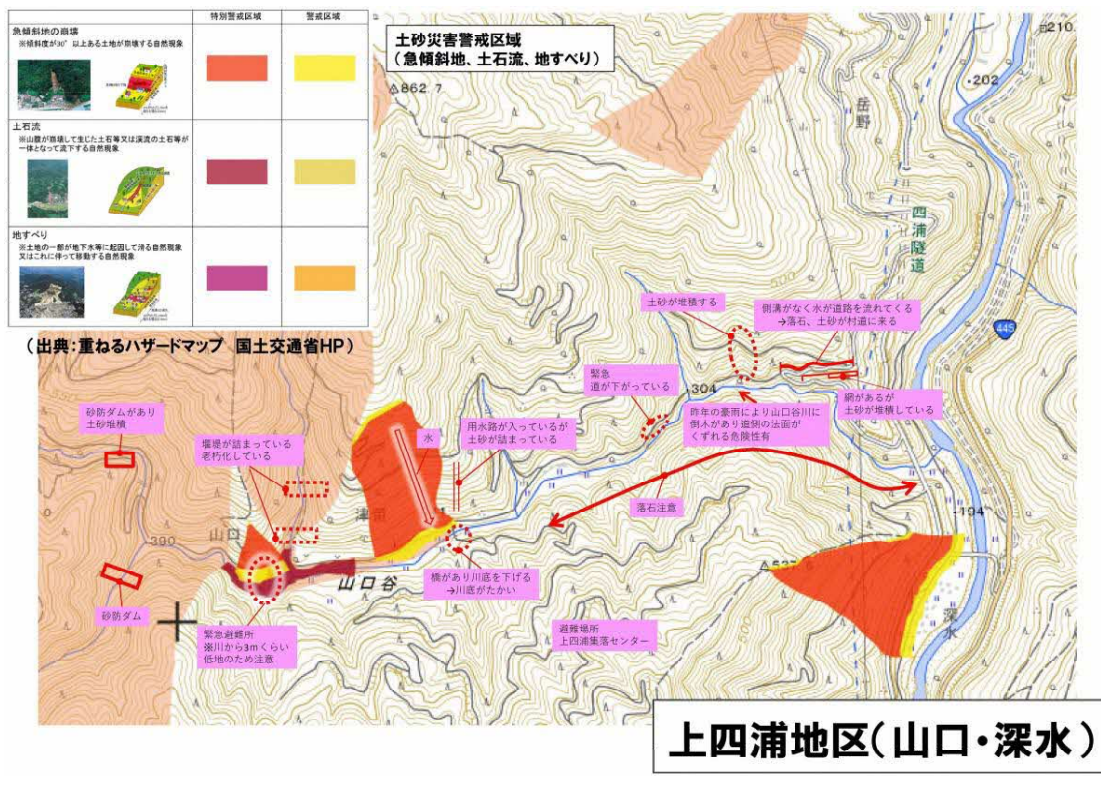 特別警戒区域
警戒区域
急傾斜地の崩壊
※傾斜度が30°以上ある土地が崩壊する自然現象
土石流
※山腹が崩壊して生じた土石等又は渓流の土石等が
一体となって流下する自然現象
地すべり
※土地の一部が地下水等に起因して滑る自然現象
又はこれに伴って移動する自然現象
(出典:重ねるハザードマップ 国土交通省HP)
土砂災害警戒区域
(急傾斜地、土石流、地すべり)
862.7
210
202
岳野
四浦隧道
445
土砂が堆積する
側溝がなく水が道路を流れてくる
→落石、土砂が村道に来る
緊急
道が下がっている
304
網があるが
土砂が堆積している
昨年の豪雨により山口谷川に
倒木があり道側の法面が
くずれる危険性有
砂防ダムがあり
土砂堆積
堰堤が詰まっている
老朽化している
水
用水路が入っているが
土砂が詰まっている
落石注意
194
山口
390
山口谷
橋があり川底を下げる
→川底がたかい
砂防ダム
緊急避難所
張川から3mくらい
低地のため注意
避難場所
上四浦集落センター
深水
上四浦地区(山口・深水)